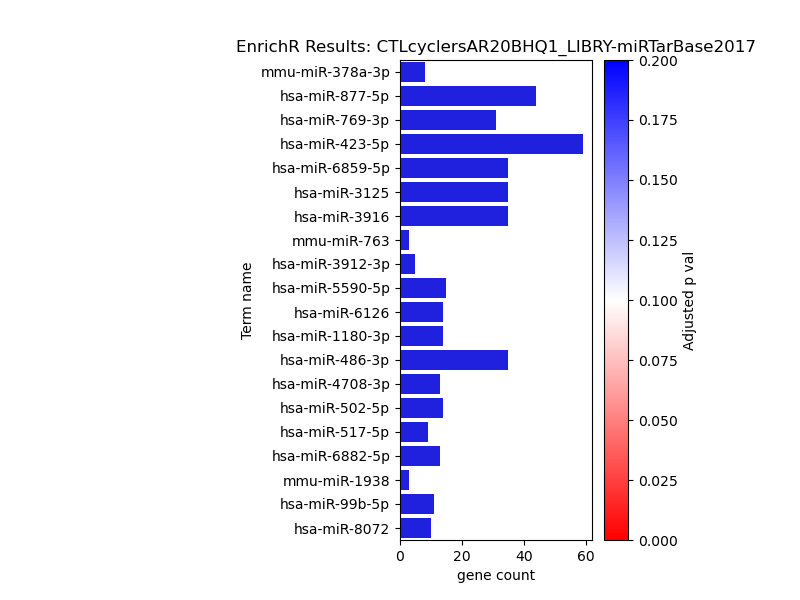 EnrichR Results: CTLcyclersAR20BHQ1_LIBRY-miRTarBase2017
mmu-miR-378a-3p
hsa-miR-877-5p
hsa-miR-769-3p
hsa-miR-423-5p
hsa-miR-6859-5p
hsa-miR-3125
hsa-miR-3916
mmu-miR-763
hsa-miR-3912-3p
hsa-miR-5590-5p
hsa-miR-6126
hsa-miR-1180-3p
hsa-miR-486-3p
hsa-miR-4708-3p
hsa-miR-502-5p
hsa-miR-517-5p
hsa-miR-6882-5p
mmu-miR-1938
hsa-miR-99b-5p
hsa-miR-8072
Term name
0 20 40 60
gene count
0.200
0.175
0.150
0.125
0.100
0.075
0.050
0.025
0.000
Adjusted p val